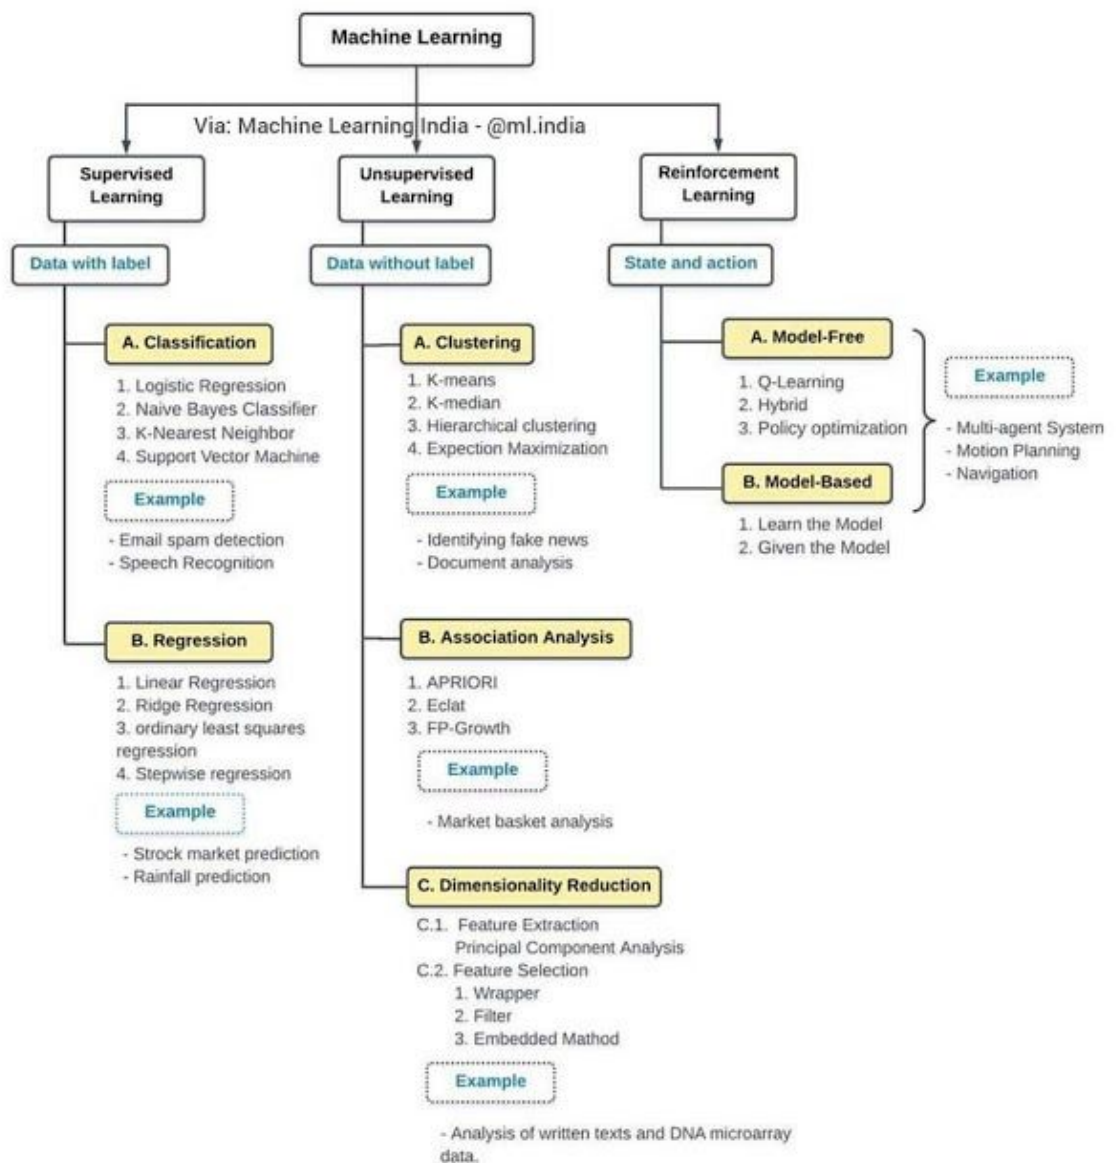 Machine Learning
Via: Machine Learning India - @ml.india
Supervised
Learning
Data with label
A. Classification
1. Logistic Regression
2. Naive Bayes Classifier
3. K-Nearest Neighbor
4. Support Vector Machine
Example
- Email spam detection
- Speech Recognition
B. Regression
1. Linear Regression
2. Ridge Regression
3. ordinary least squares
regression
4. Stepwise regression
Example
- Strock market prediction
- Rainfall prediction
Unsupervised
Learning
Data without label
A. Clustering
1. K-means
2. K-median
3. Hierarchical clustering
4. Expection Maximization
Example
- Identifying fake news
- Document analysis
B. Association Analysis
1. APRIORI
2. Eclat
3. FP-Growth
Example
- Market basket analysis
C. Dimensionality Reduction
C.1. Feature Extraction
Principal Component Analysis
C.2. Feature Selection
1. Wrapper
2. Filter
3. Embedded Mathod
Example
- Analysis of written texts and DNA microarray
data.
Reinforcement
Learning
State and action
A. Model-Free
1. Q-Learning
2. Hybrid
3. Policy optimization
B. Model-Based
1. Learn the Model
2. Given the Model
Example
- Multi-agent System
- Motion Planning
- Navigation